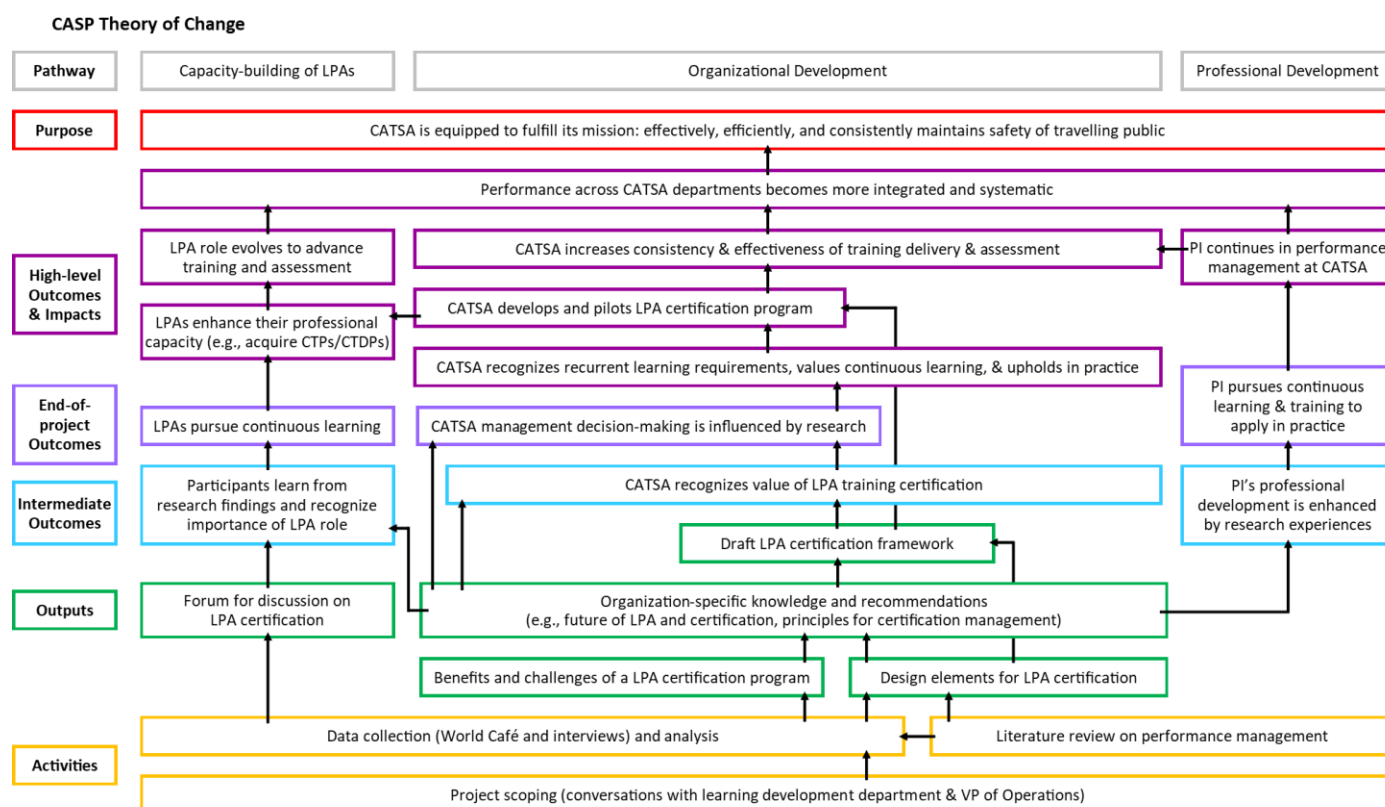 CASP Theory of Change
Pathway
Capacity-building of LPAs
Organizational Development
Professional Development
Purpose
CATSA is equipped to fulfill its mission: effectively, efficiently, and consistently maintains safety of travelling public
Performance across CATSA departments becomes more integrated and systematic
High-level
Outcomes
& Impacts
LPA role evolves to advance
training and assessment
CATSA increases consistency & effectiveness of training delivery & assessment
PI continues in performance
management at CATSA
CATSA develops and pilots LPA certification program
LPAs enhance their professional
capacity (e.g., acquire CTPs/CTDPs)
CATSA recognizes recurrent learning requirements, values continuous learning, & upholds in practice
End-of-
project
Outcomes
LPAs pursue continuous learning
CATSA management decision-making is influenced by research
PI pursues continuous
learning & training to
apply in practice
Intermediate
Outcomes
Participants learn from
research findings and recognize
importance of LPA role
CATSA recognizes value of LPA training certification
PI's professional
development is enhanced
by research experiences
Draft LPA certification framework
Outputs
Forum for discussion on
LPA certification
Organization-specific knowledge and recommendations
(e.g., future of LPA and certification, principles for certification management)
Benefits and challenges of a LPA certification program
Design elements for LPA certification
Activities
Data collection (World Café and interviews) and analysis
Literature review on performance management
Project scoping (conversations with learning development department & VP of Operations)